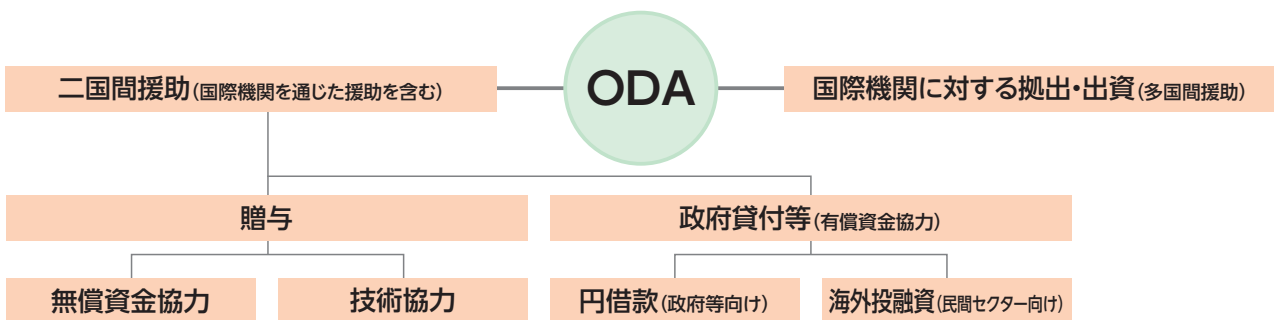 ODA
二国間援助(国際機関を通じた援助を含む)
国際機関に対する拠出・出資(多国間援助)
贈与
政府貸付等(有償資金協力)
無償資金協力
技術協力
円借款(政府等向け)
海外投融資(民間セクター向け)